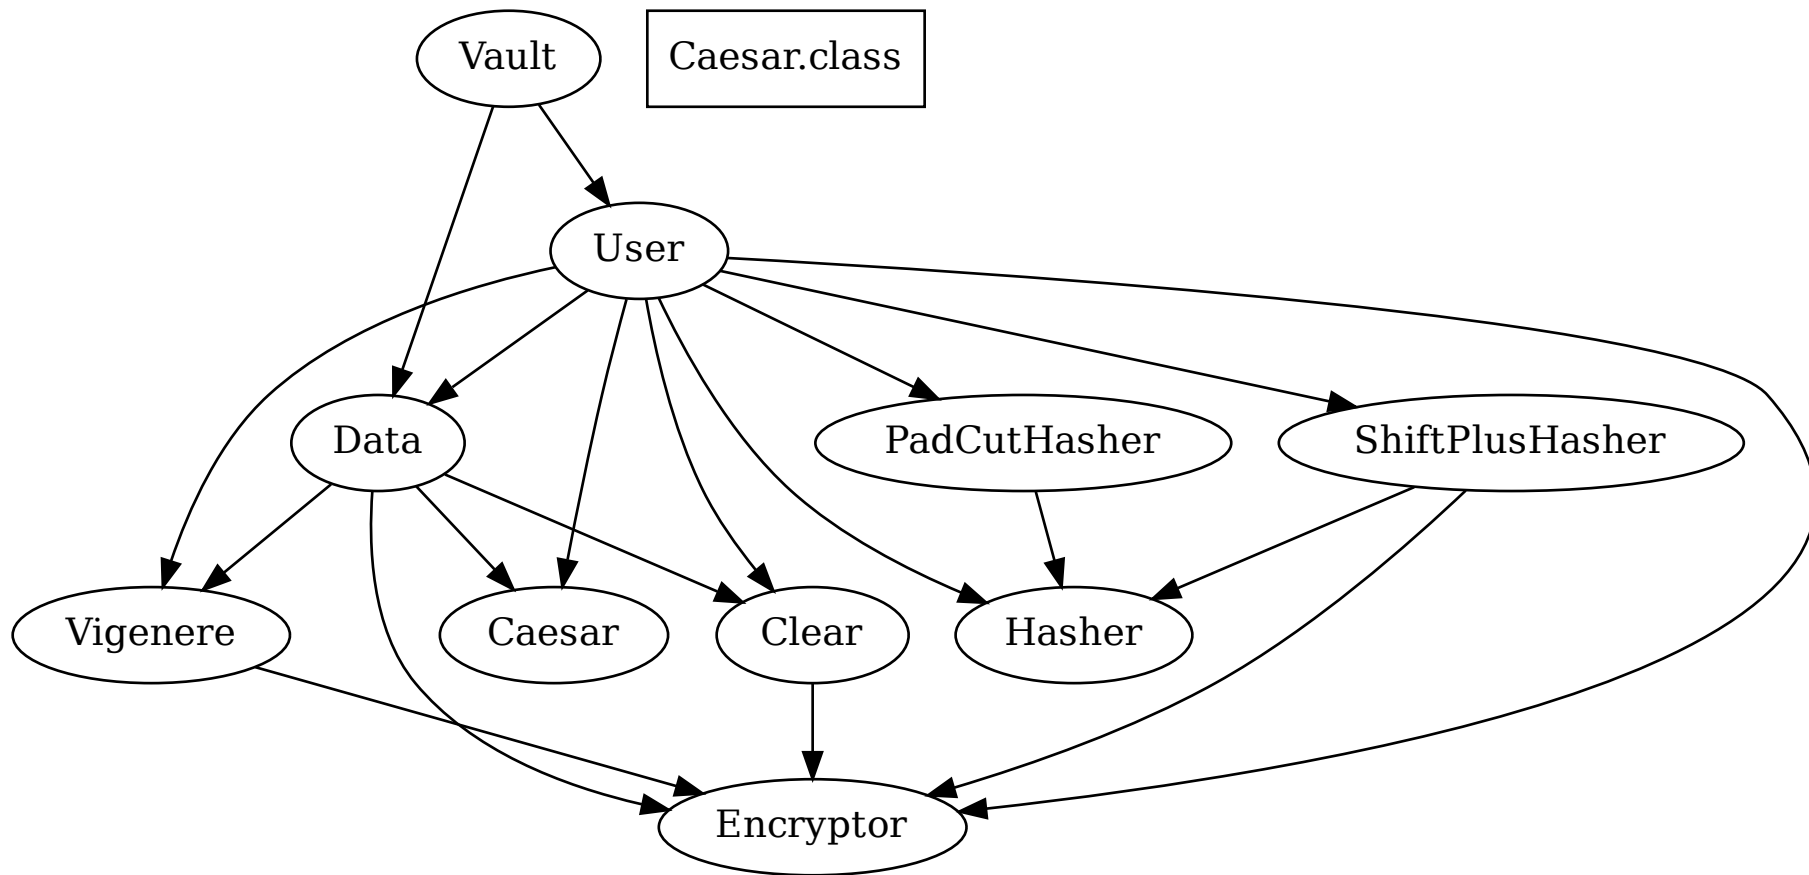 Vault
Caesar.class
User
Data
PadCutHasher
ShiftPlusHasher
Vigenere
Caesar
Clear
Hasher
Encryptor